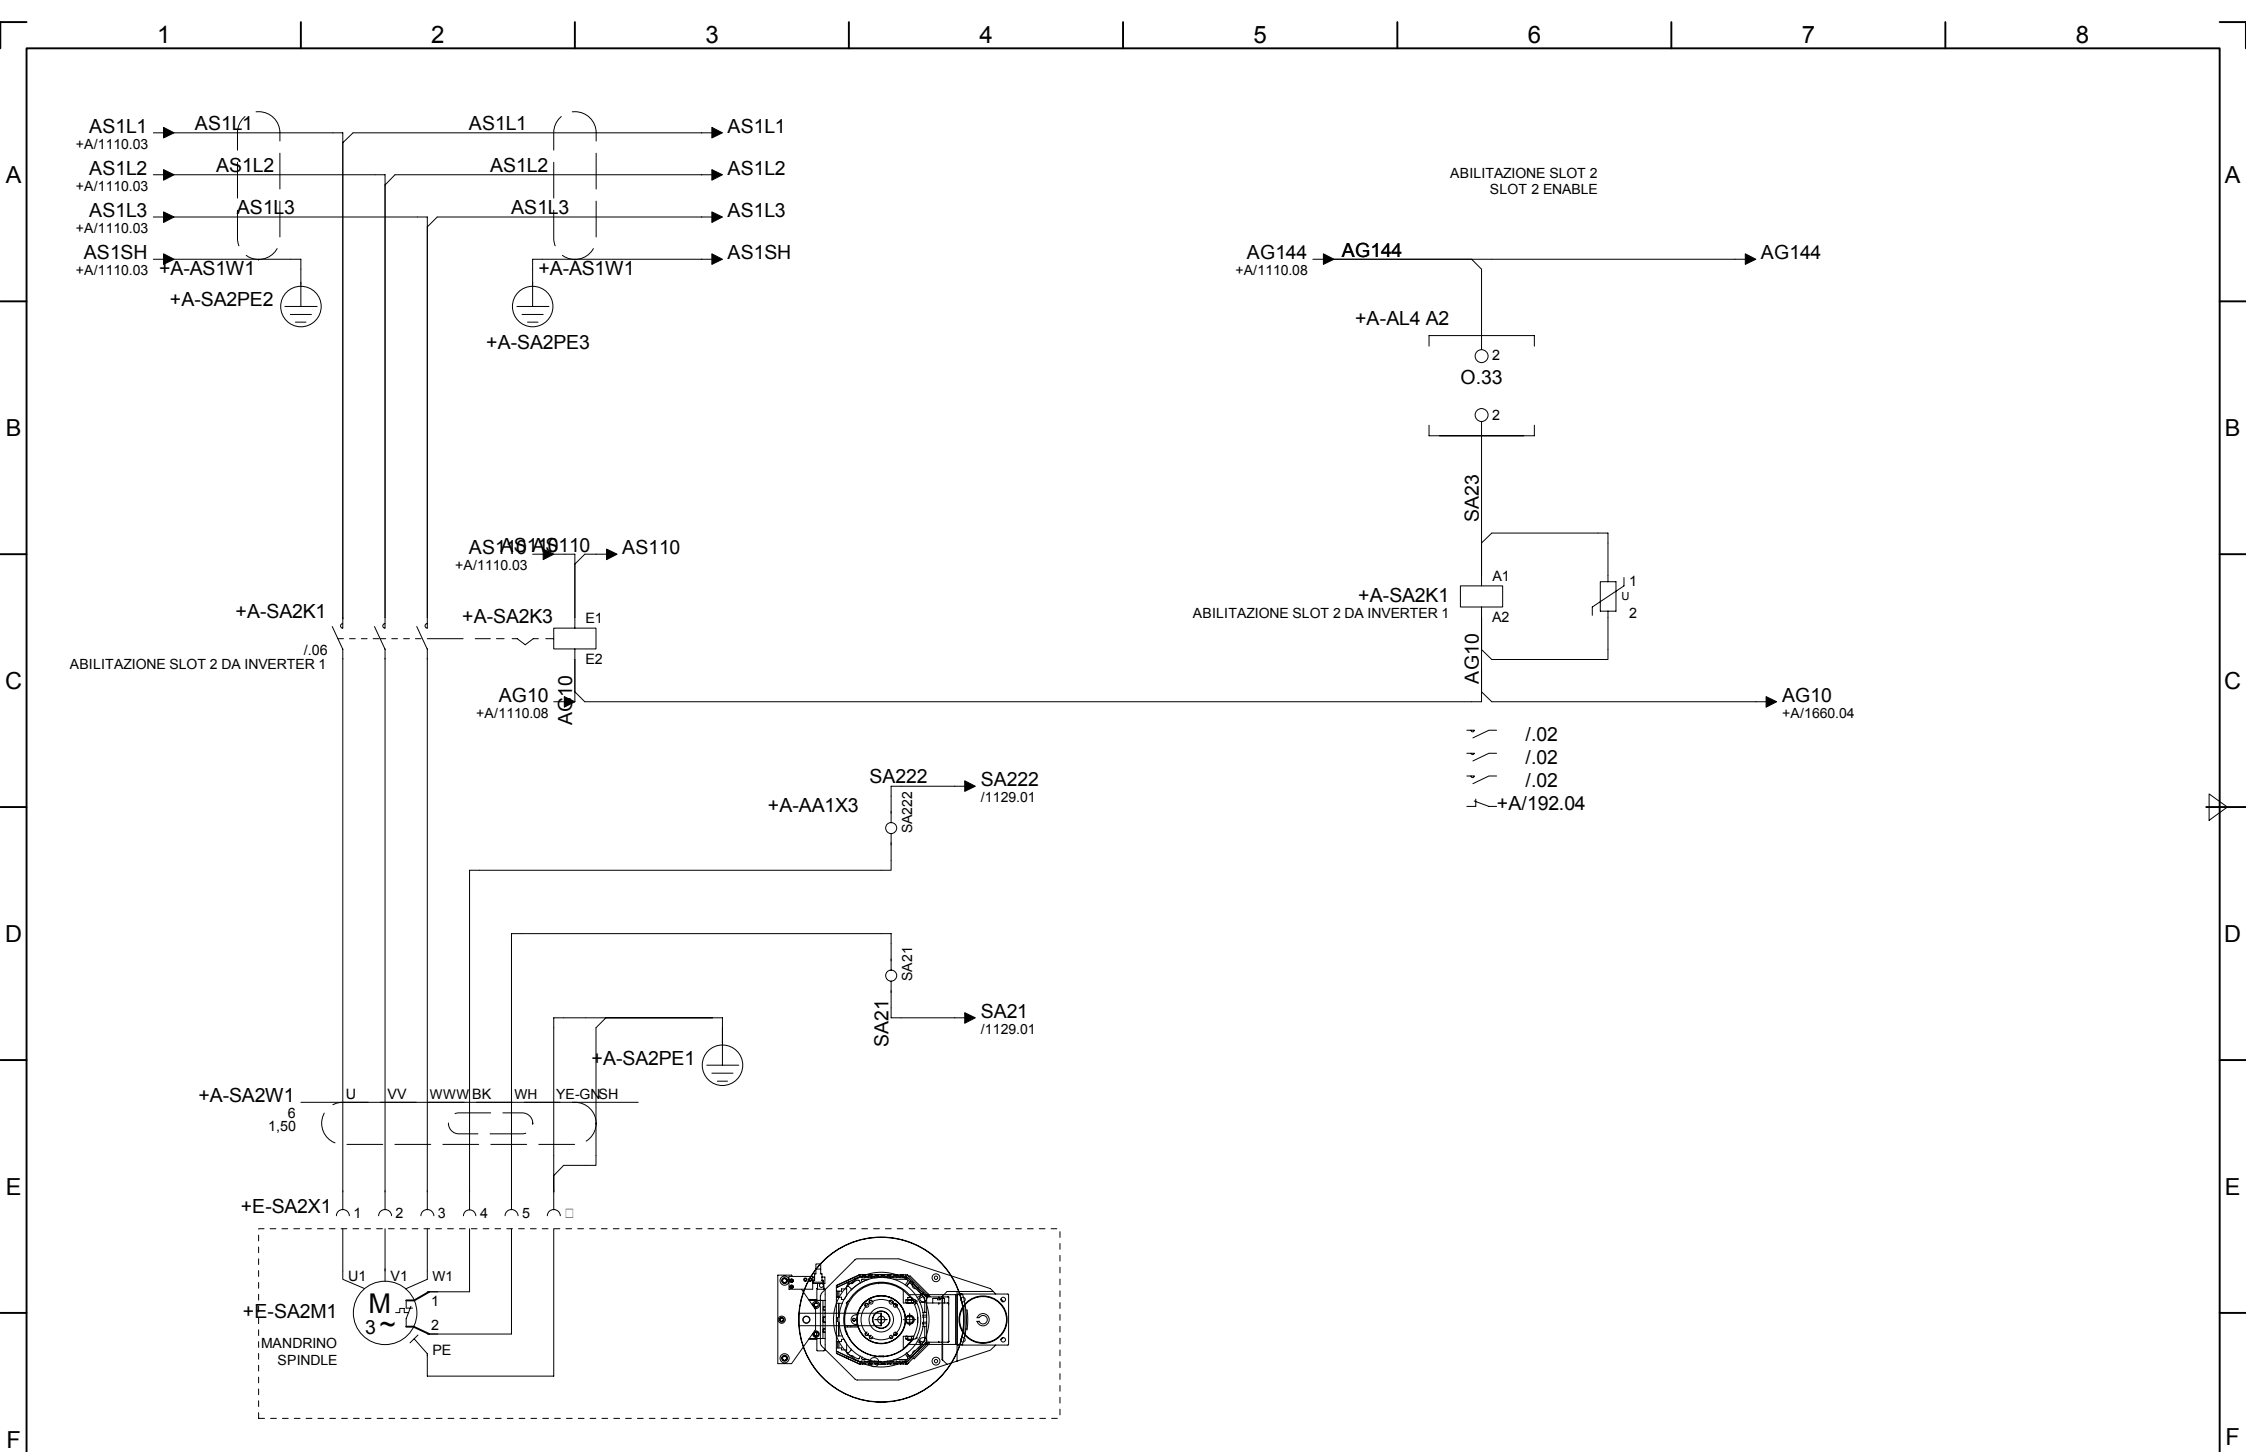 1 2 3 4 5 6 7 8
AS1L1 AS1L1 AS1L1 AS1L1
+A/1110.03
AS1L2 AS1L2 AS1L2 AS1L2
+A/1110.03
AS1L3 AS1L3 AS1L3 AS1L3
+A/1110.03
AS1SH AS1SH
+A/1110.03
+A-AS1W1 +A-AS1W1
+A-SA2PE2
+A-SA2PE3
A A
ABILITAZIONE SLOT 2
SLOT 2 ENABLE
AG144 AG144 AG144
+A/1110.08
+A-AL4 A2
2
O.33
2
B B
SA23
AS110 AS110 AS110 AS110
+A/1110.03
+A-SA2K1
/.06
ABILITAZIONE SLOT 2 DA INVERTER 1
+A-SA2K3
E1
E2
AG10
AG10
+A/1110.08
+A-SA2K1
ABILITAZIONE SLOT 2 DA INVERTER 1
A1
A2
1
U
2
AG10
AG10
+A/1660.04
C C
/.02
/.02
/.02
+A/192.04
SA222 SA222
/1129.01
+A-AA1X3
SA222
D D
SA21
SA21
SA21
/1129.01
+A-SA2PE1
+A-SA2W1
6
1,50
U VV WWW BK WH YE-GN SH
E E
+E-SA2X1
1 2 3 4 5
U1 V1 W1
+E-SA2M1
M
3~
1
2
PE
MANDRINO
SPINDLE
F F